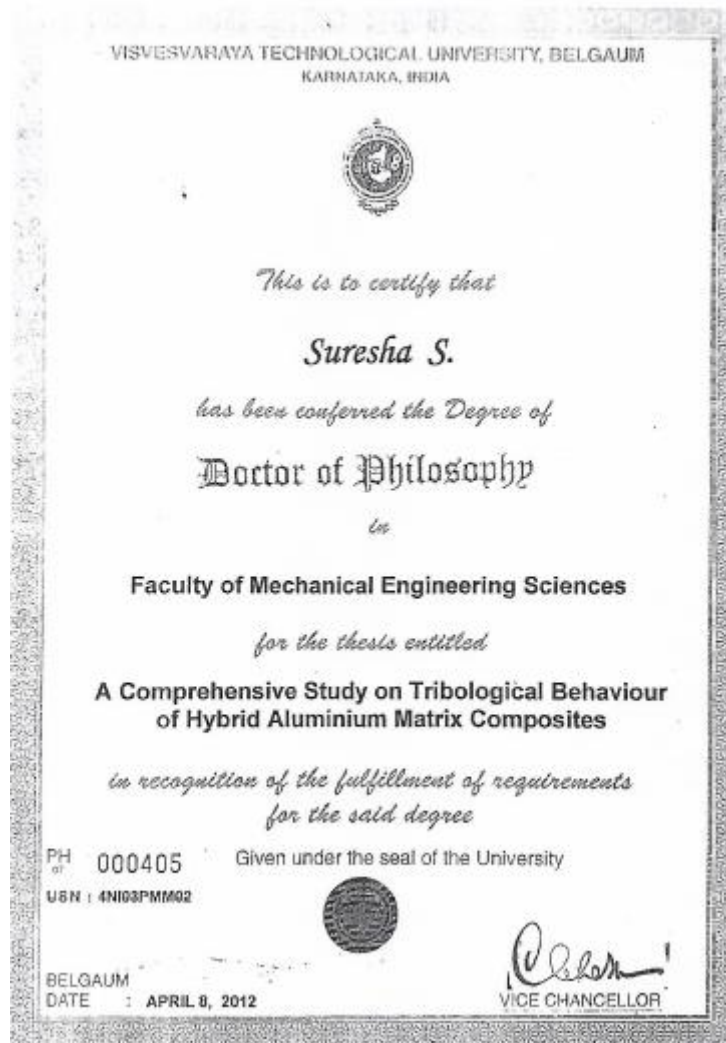 VISVESVARAYA TECHNOLOGICAL UNIVERSITY, BELGAUM
KARNATAKA, INDIA
This is to certify that
Suresha S.
has been conferred the Degree of
Doctor of Philosophy
in
Faculty of Mechanical Engineering Sciences
for the thesis entitled
A Comprehensive Study on Tribological Behaviour
of Hybrid Aluminium Matrix Composites
in recognition of the fulfillment of requirements
for the said degree
PH 000405 Given under the seal of the University
USN : 4NI03PMM02
BELGAUM
DATE : APRIL 8, 2012
VICE CHANCELLOR